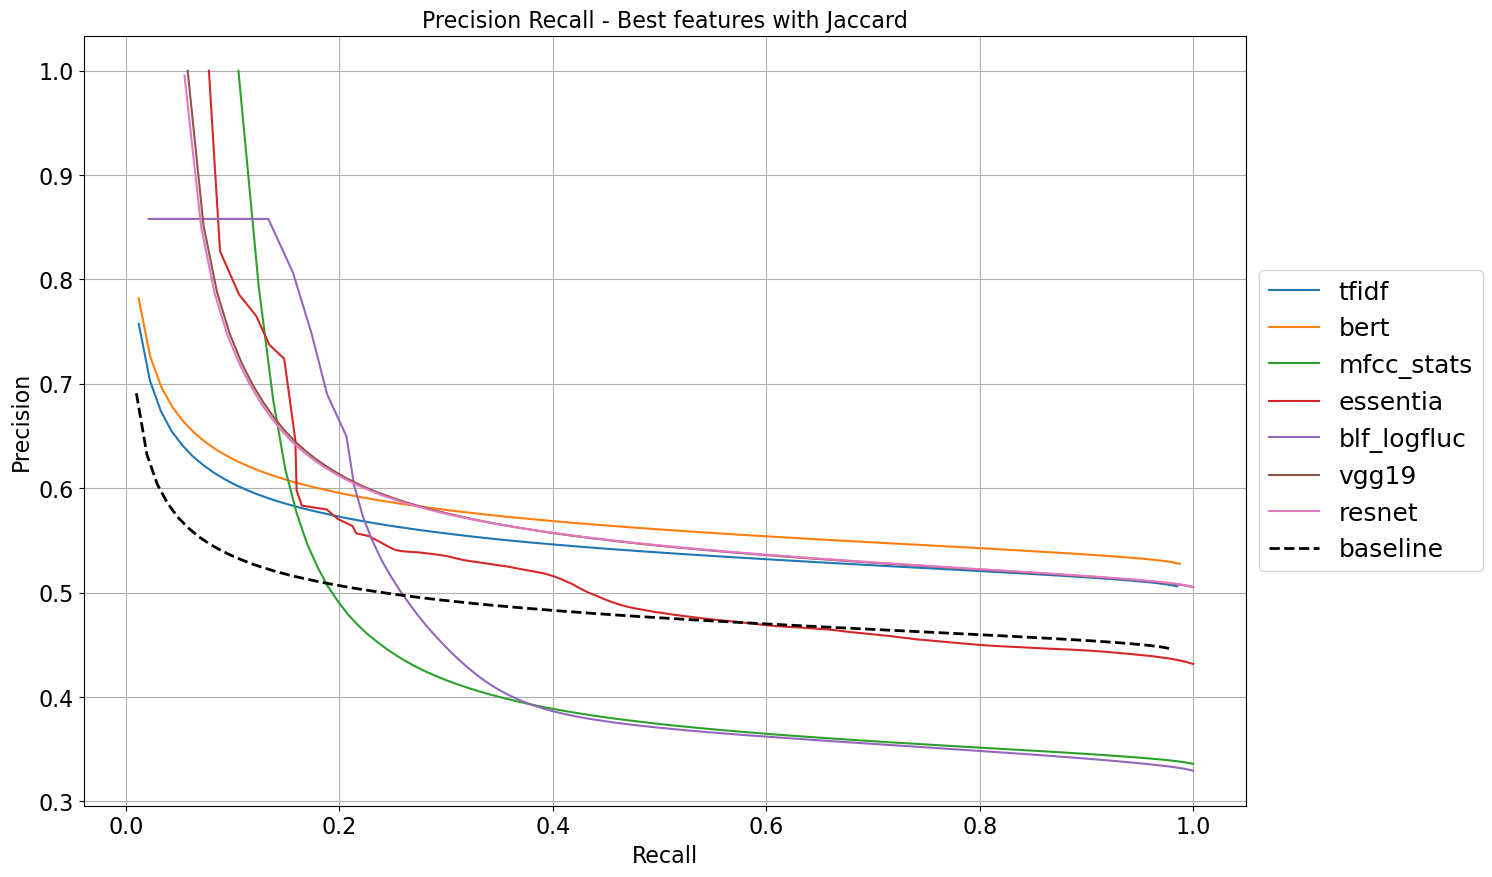 Precision Recall - Best features with Jaccard
1.0
0.9
0.8
0.7
0.6
0.5
0.4
0.3
Precision
0.0 0.2 0.4 0.6 0.8 1.0
Recall
tfidf
bert
mfcc_stats
essentia
blf_logfluc
vgg19
resnet
baseline